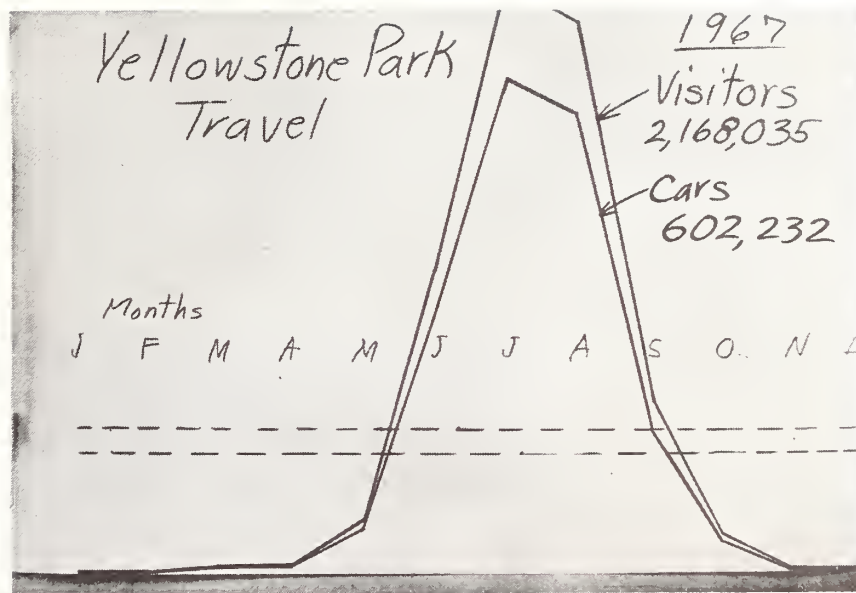 Yellowstone Park
Travel
1967
Visitors
2,168,035
Cars
602,232
Months
J F M A M J J A S O.. N